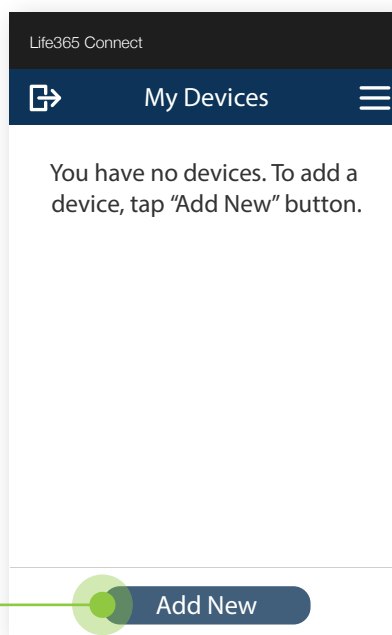 Life365 Connect
My Devices
You have no devices. To add a
device, tap “Add New” button.
Add New